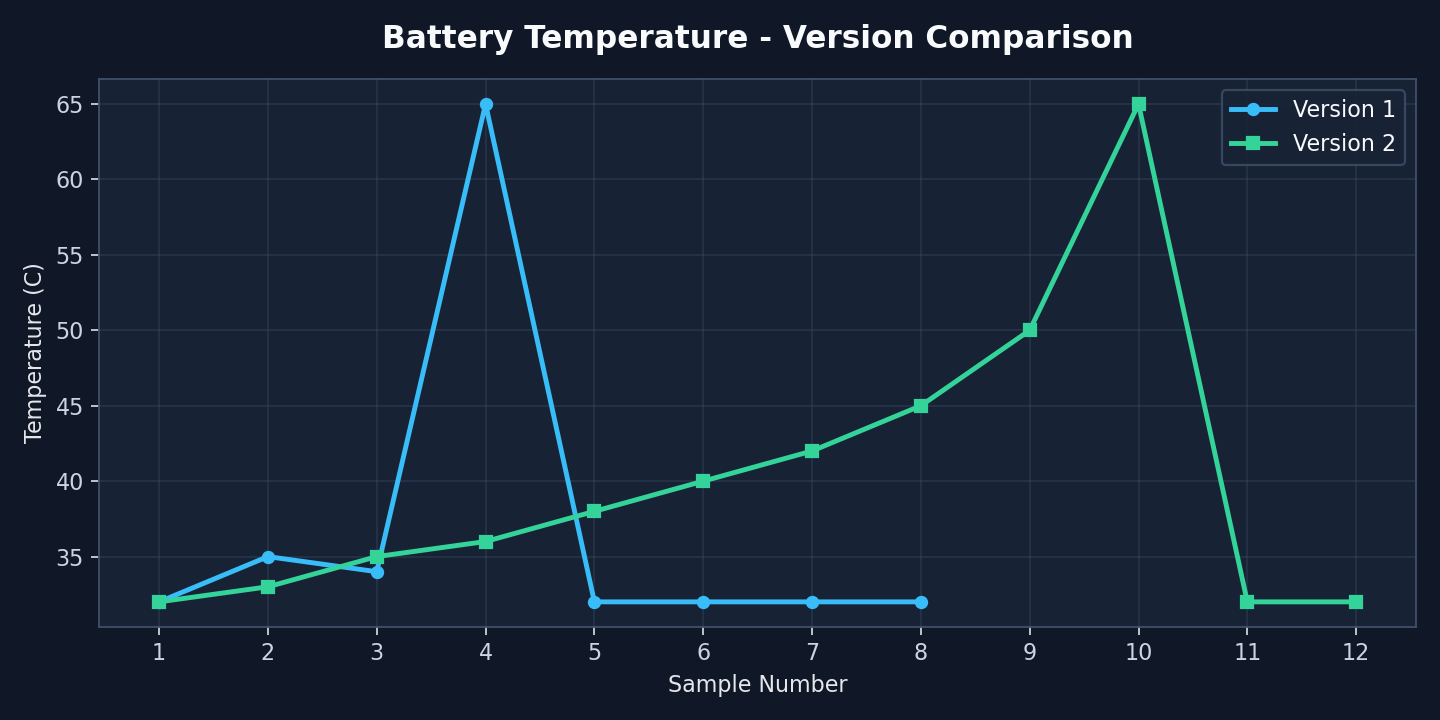 Battery Temperature - Version Comparison
Version 1
Version 2
65
60
55
50
45
40
35
Temperature (C)
1 2 3 4 5 6 7 8 9 10 11 12
Sample Number